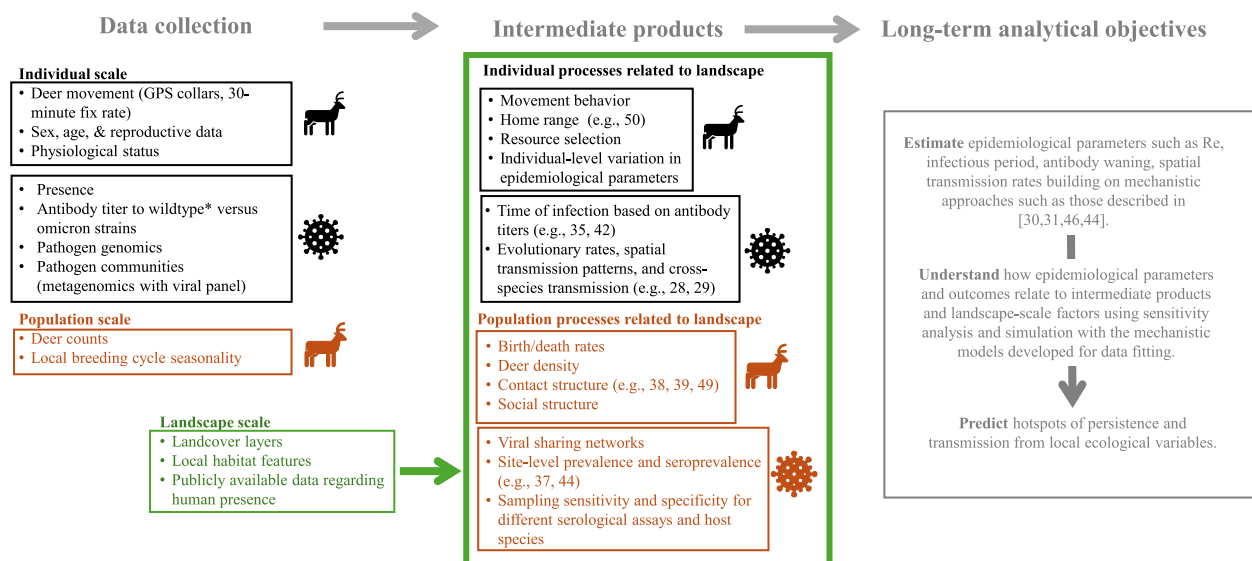 Data collection
Intermediate products
Long-term analytical objectives
Individual scale
• Deer movement (GPS collars, 30-
minute fix rate)
• Sex, age, & reproductive data
• Physiological status
• Presence
• Antibody titer to wildtype* versus
omicron strains
• Pathogen genomics
• Pathogen communities
(metagenomics with viral panel)
Population scale
• Deer counts
• Local breeding cycle seasonality
Landscape scale
• Landcover layers
• Local habitat features
• Publicly available data regarding
human presence
Individual processes related to landscape
• Movement behavior
• Home range (e.g., 50)
• Resource selection
• Individual-level variation in
epidemiological parameters
• Time of infection based on antibody
titers (e.g., 35, 42)
• Evolutionary rates, spatial
transmission patterns, and cross-
species transmission (e.g., 28, 29)
Population processes related to landscape
• Birth/death rates
• Deer density
• Contact structure (e.g., 38, 39, 49)
• Social structure
• Viral sharing networks
• Site-level prevalence and seroprevalence
(e.g., 37, 44)
• Sampling sensitivity and specificity for
different serological assays and host
species
Estimate epidemiological parameters such as Re,
infectious period, antibody waning, spatial
transmission rates building on mechanistic
approaches such as those described in
[30,31,46,44].
Understand how epidemiological parameters
and outcomes relate to intermediate products
and landscape-scale factors using sensitivity
analysis and simulation with the mechanistic
models developed for data fitting.
Predict hotspots of persistence and
transmission from local ecological variables.